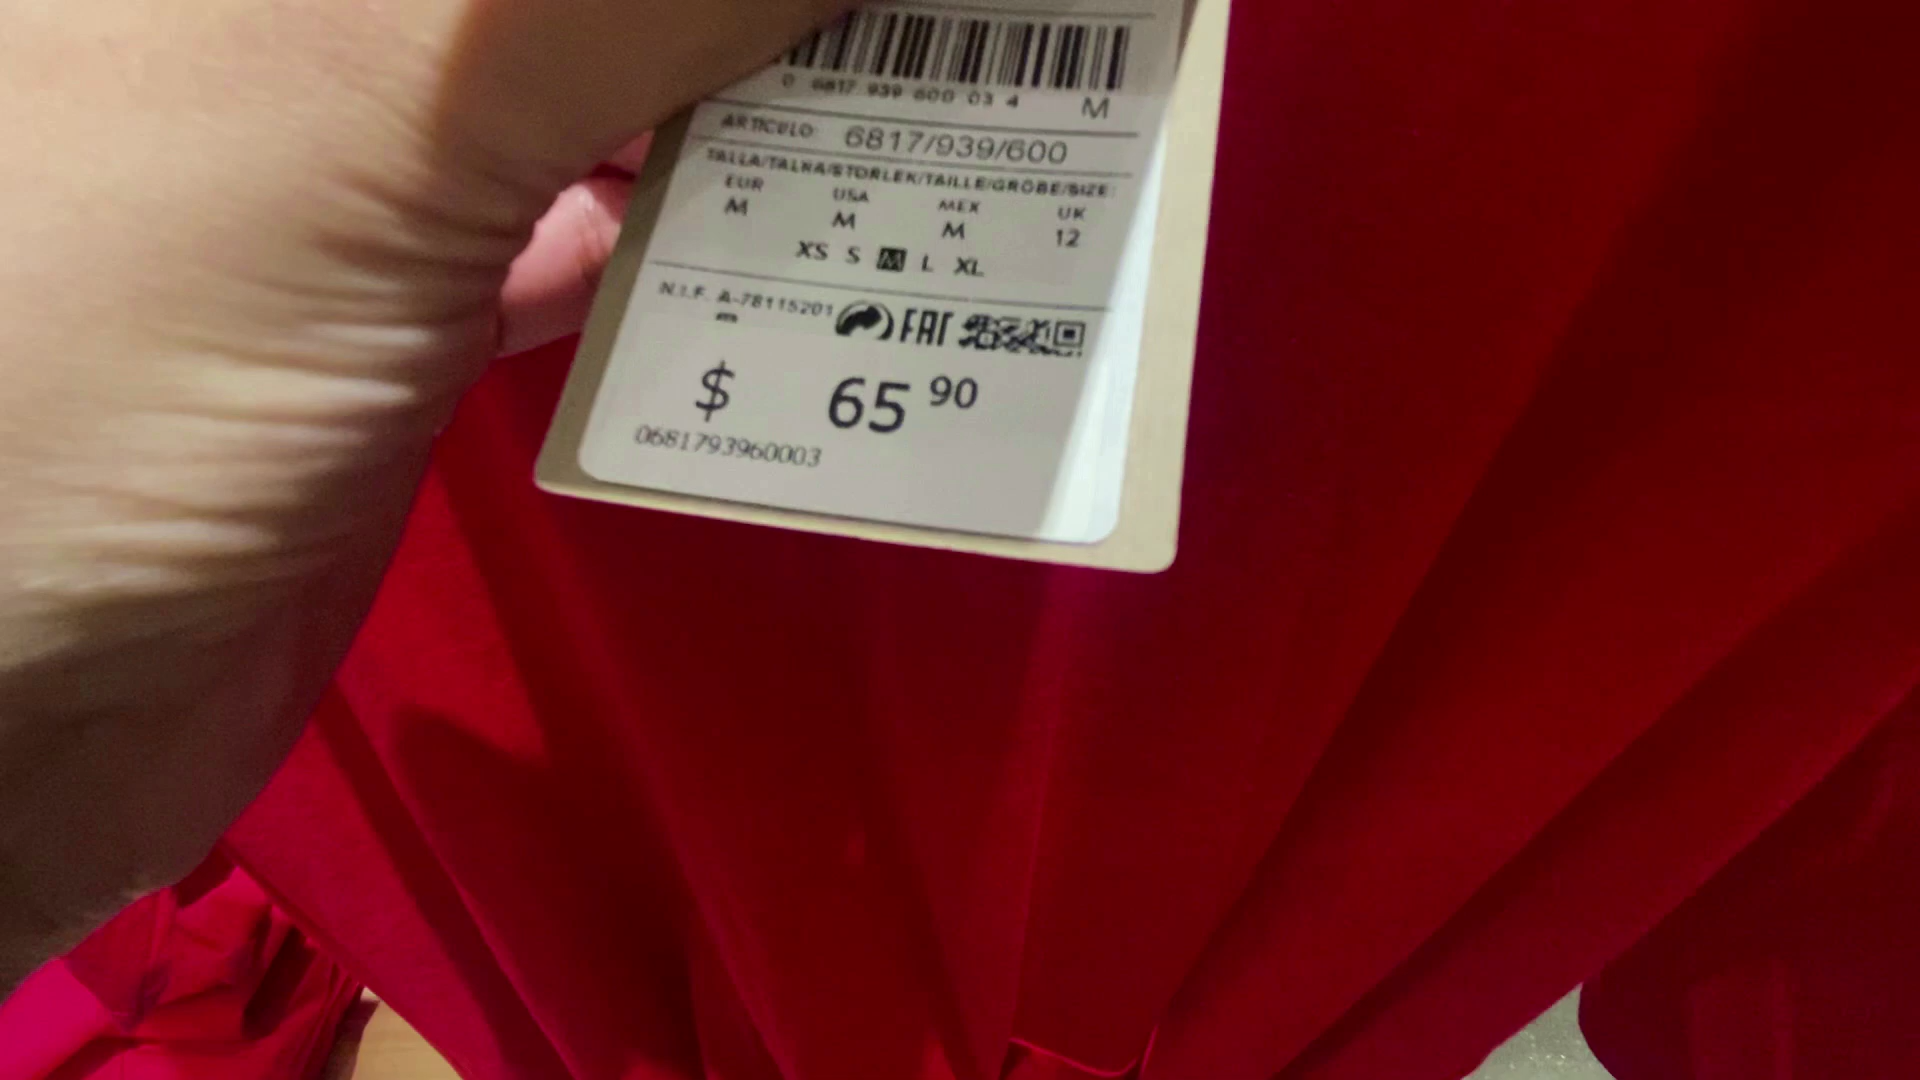 0 6817 939 600 03 4
M
ARTICULO: 6817/939/600
TALLA/TALHA/STORLEK/TAILLE/GRÖBE/SIZE:
EUR USA MEX UK
M M M 12
XS S M L XL
N.I.F. A-78115201 EAC
$ 65 90
0681793960003